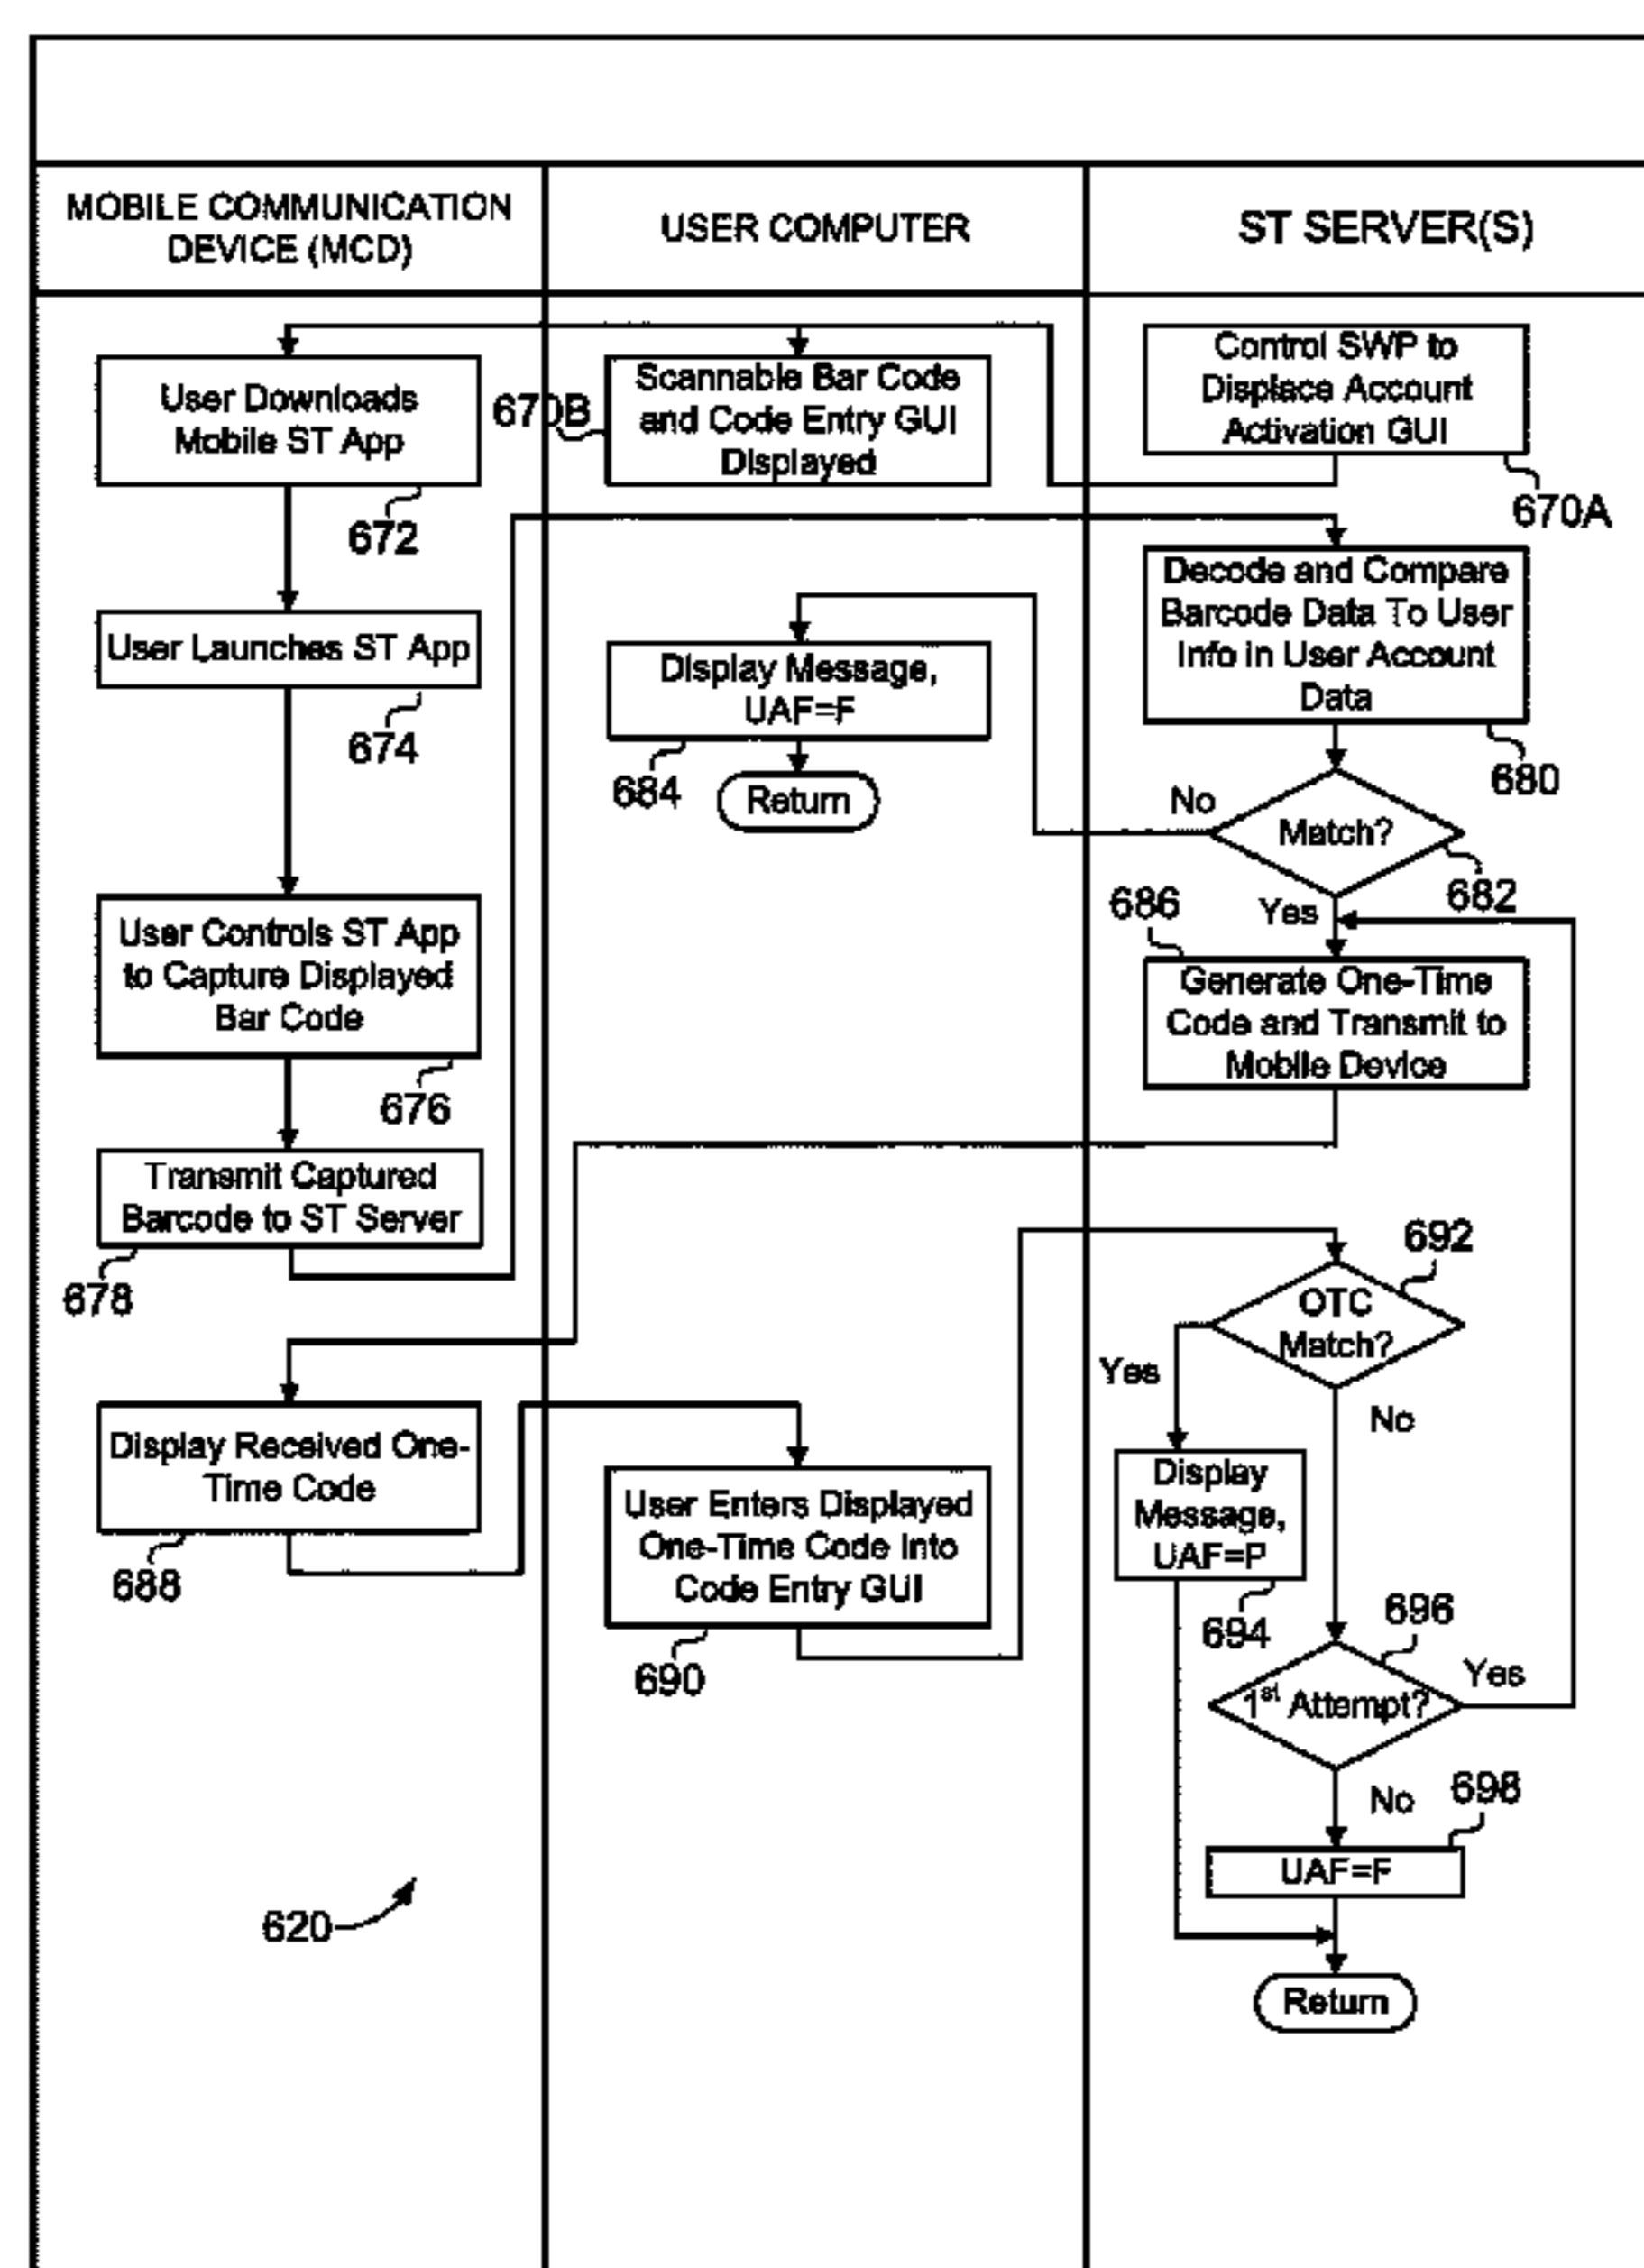 MOBILE COMMUNICATION
DEVICE (MCD)
USER COMPUTER
ST SERVER(S)
User Downloads
Mobile ST App
672
670B
Scannable Bar Code
and Code Entry GUI
Displayed
Control SWP to
Displace Account
Activation GUI
670A
User Launches ST App
674
Display Message,
UAF=F
684
Return
Decode and Compare
Barcode Data To User
Info in User Account
Data
680
No
Match?
682
Yes
686
Generate One-Time
Code and Transmit to
Mobile Device
User Controls ST App
to Capture Displayed
Bar Code
676
Transmit Captured
Barcode to ST Server
678
692
OTC
Match?
Yes
No
Display Received One-
Time Code
688
User Enters Displayed
One-Time Code Into
Code Entry GUI
690
Display
Message,
UAF=P
694
696
1st Attempt?
Yes
No
698
UAF=F
620
Return